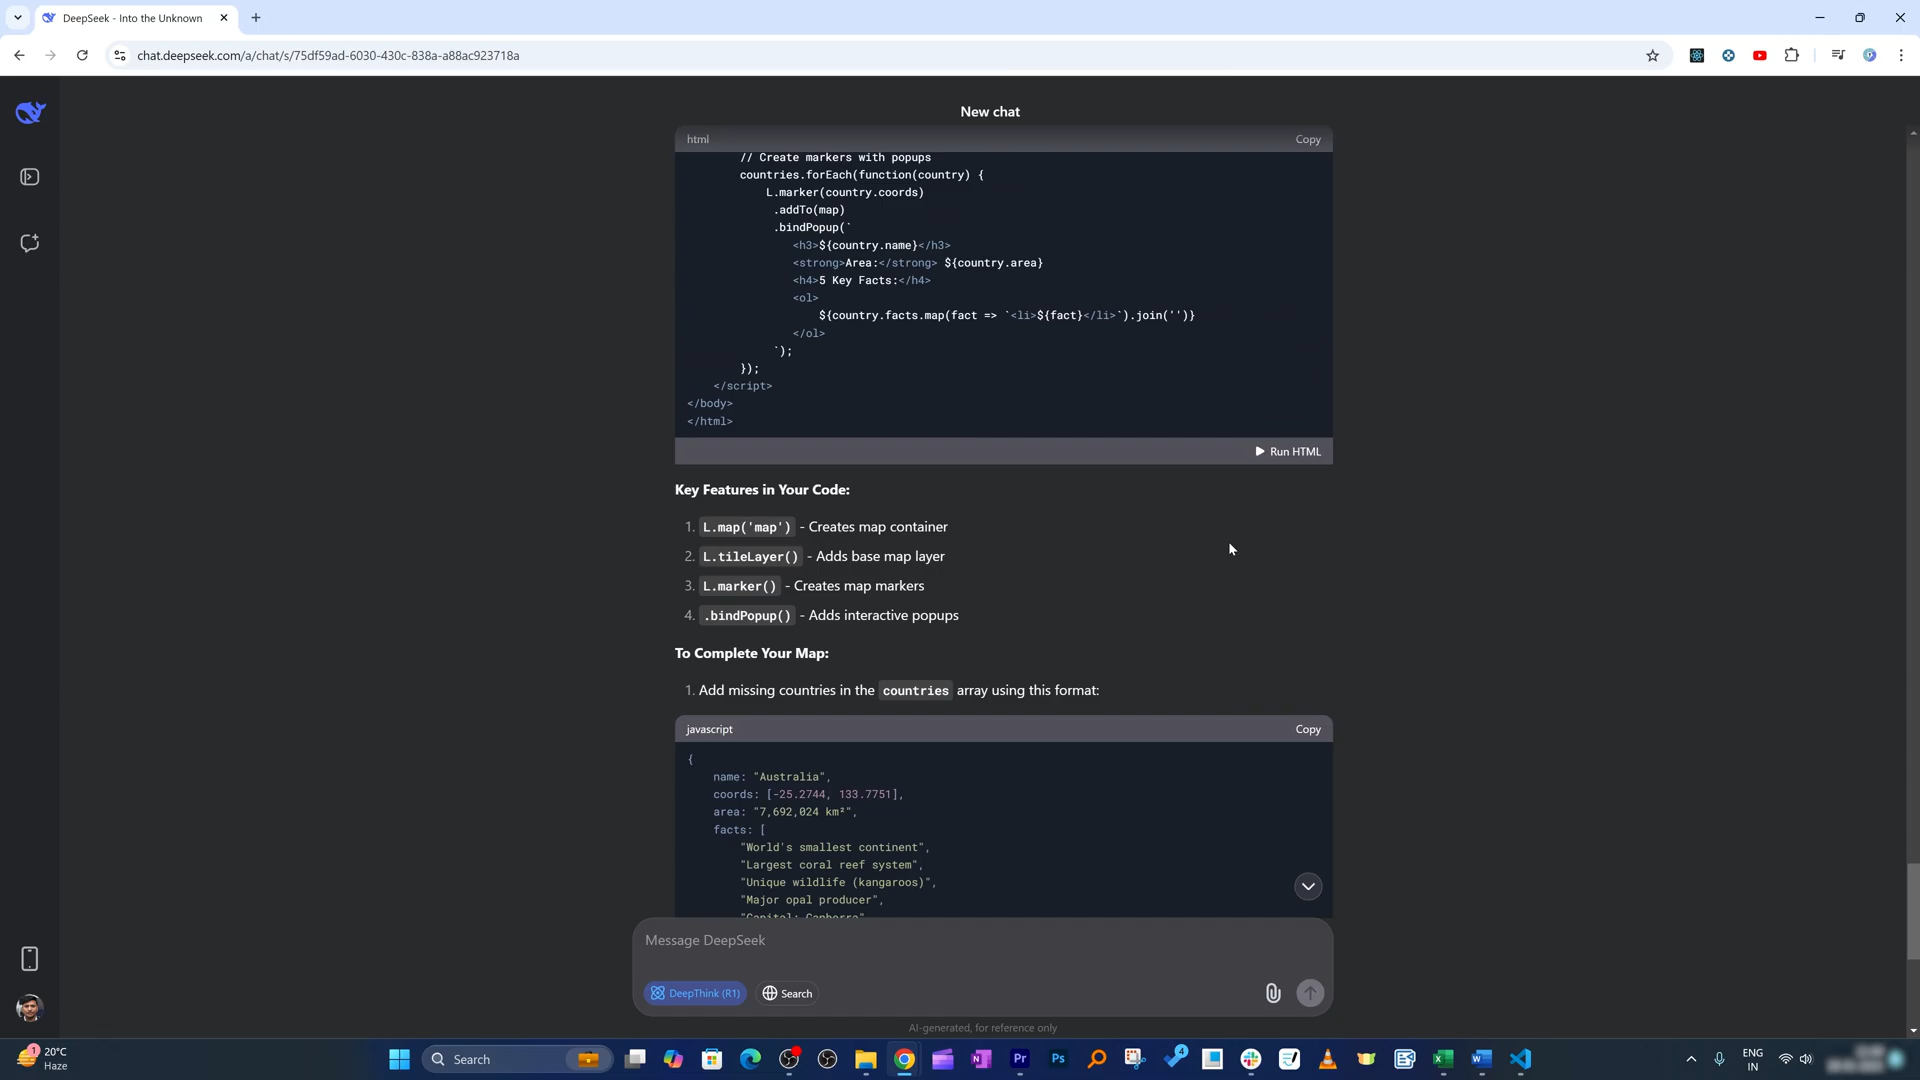 DeepSeek - Into the Unknown
chat.deepseek.com/a/chat/s/75df59ad-6030-430c-838a-a88ac923718a
New chat
html
Copy
// Create markers with popups
countries.forEach(function(country) {
L.marker(country.coords)
.addTo(map)
.bindPopup(`
<h3>${country.name}</h3>
<strong>Area:</strong> ${country.area}
<h4>5 Key Facts:</h4>
<ol>
${country.facts.map(fact => `<li>${fact}</li>`).join('')}
</ol>
`);
});
</script>
</body>
</html>
Run HTML
Key Features in Your Code:
1. L.map('map') - Creates map container
2. L.tileLayer() - Adds base map layer
3. L.marker() - Creates map markers
4. .bindPopup() - Adds interactive popups
To Complete Your Map:
1. Add missing countries in the countries array using this format:
javascript
Copy
{
name: "Australia",
coords: [-25.2744, 133.7751],
area: "7,692,024 km²",
facts: [
"World's smallest continent",
"Largest coral reef system",
"Unique wildlife (kangaroos)",
"Major opal producer",
"Capital: Canberra"
Message DeepSeek
DeepThink (R1)
Search
AI-generated, for reference only
1
20°C
Haze
Search
N
Pr
Ps
4
ENG
IN